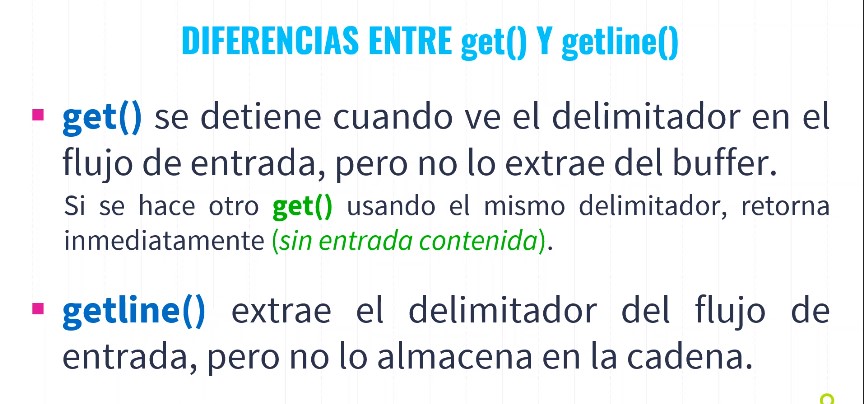 DIFERENCIAS ENTRE get() Y getline()
▪ get() se detiene cuando ve el delimitador en el
flujo de entrada, pero no lo extrae del buffer.
Si se hace otro get() usando el mismo delimitador, retorna
inmediatamente (sin entrada contenida).
▪ getline() extrae el delimitador del flujo de
entrada, pero no lo almacena en la cadena.